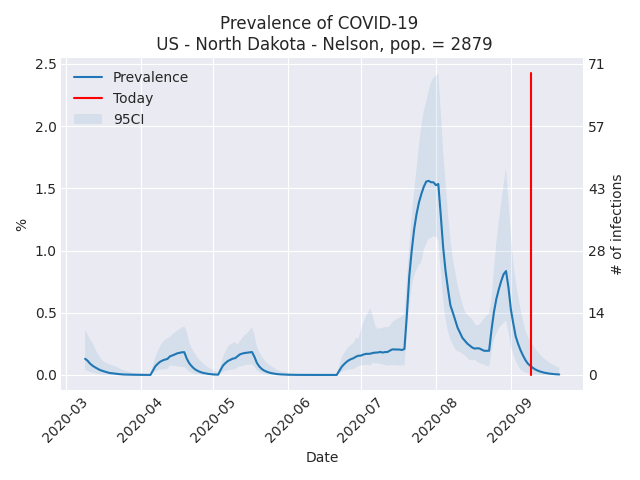 Prevalence of COVID-19
US - North Dakota - Nelson, pop. = 2879
Prevalence
Today
95CI
%
2.5
2.0
1.5
1.0
0.5
0.0
71
57
43
28
14
0
# of infections
2020-03
2020-04
2020-05
2020-06
2020-07
2020-08
2020-09
Date